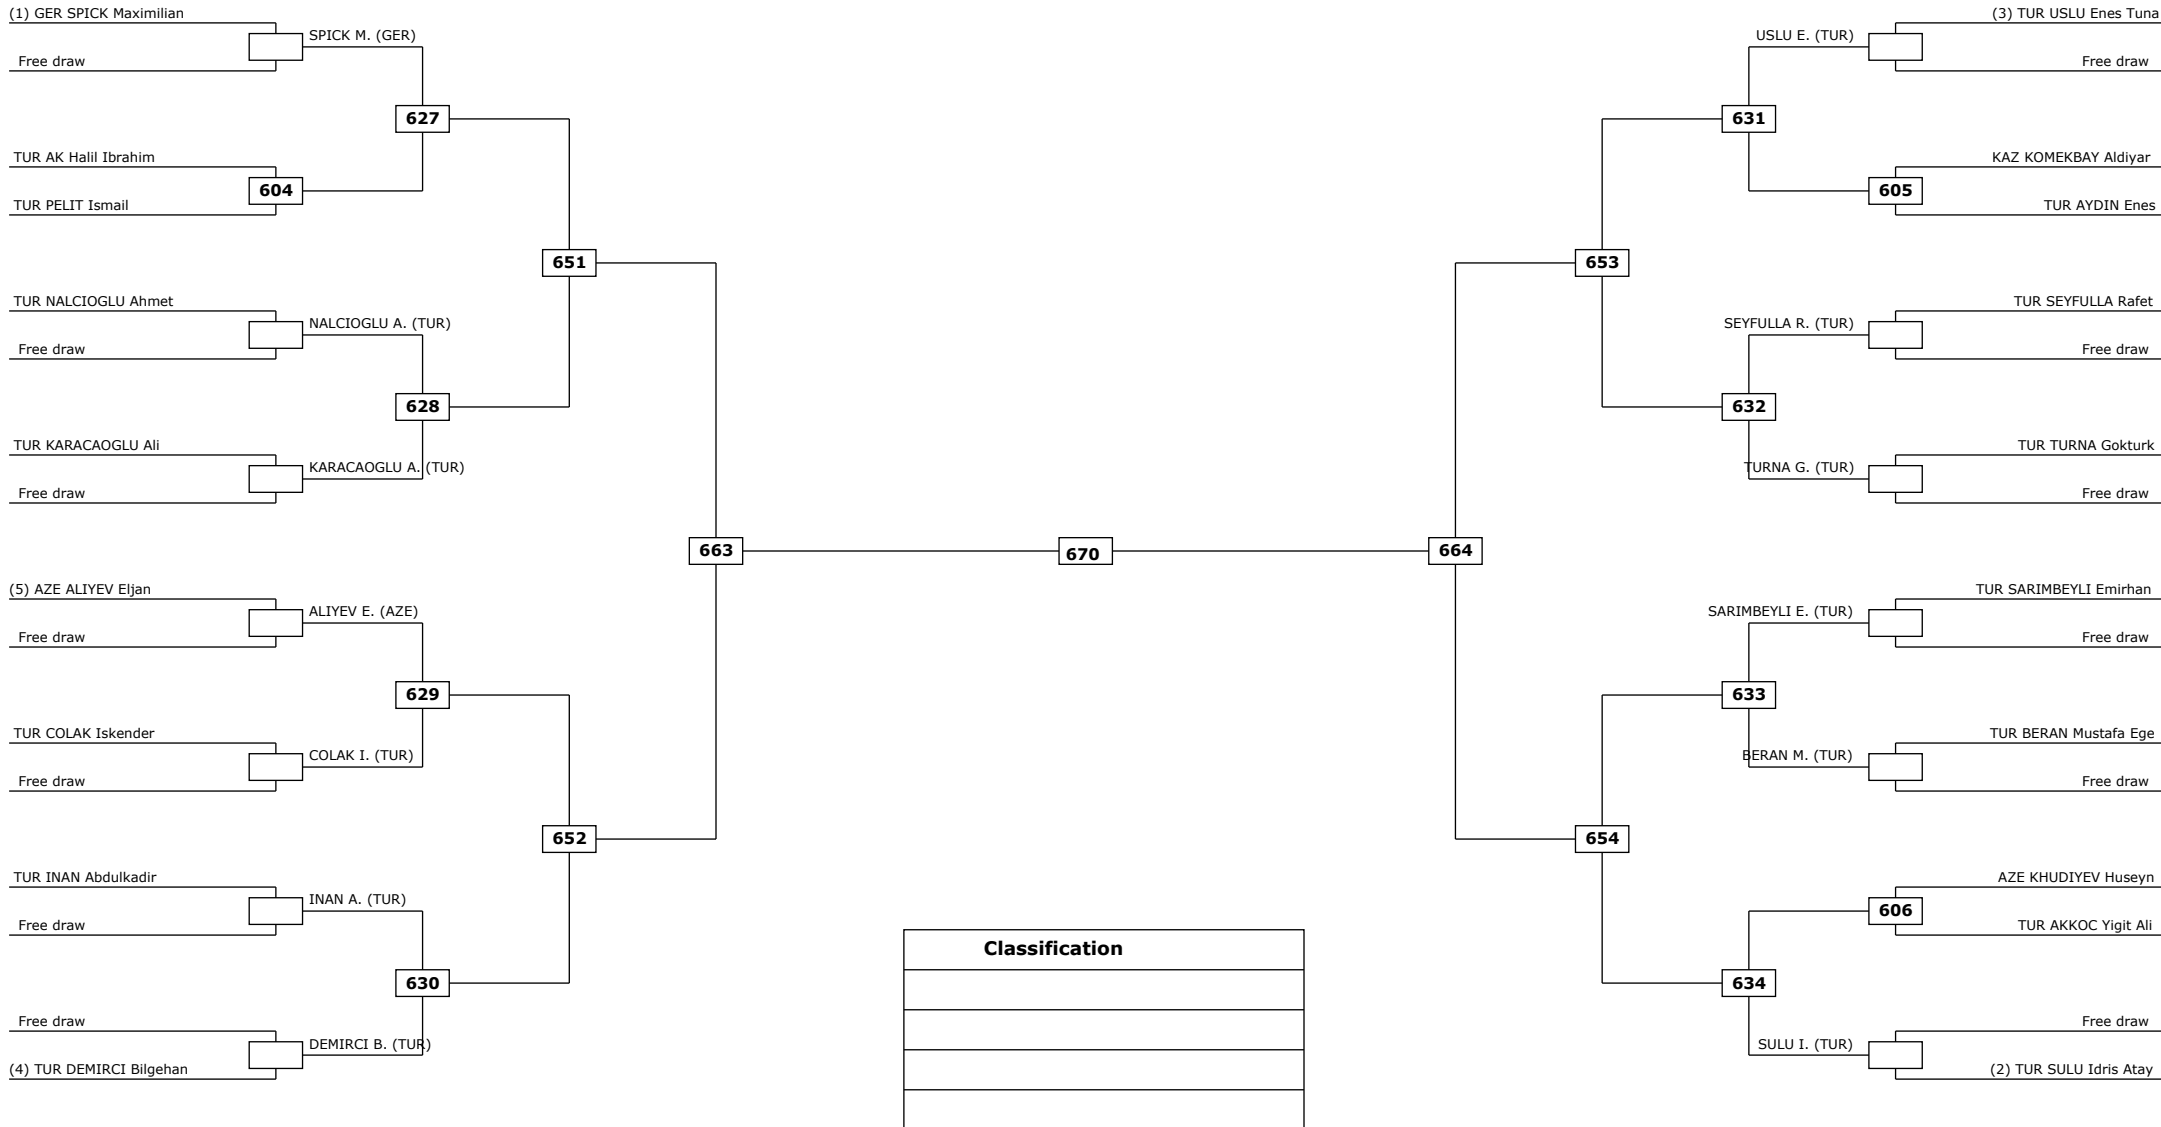 (1) GER SPICK Maximilian
SPICK M. (GER)
Free draw
627
TUR AK Halil Ibrahim
604
TUR PELIT Ismail
651
TUR NALCIOGLU Ahmet
NALCIOGLU A. (TUR)
Free draw
628
TUR KARACAOGLU Ali
KARACAOGLU A. (TUR)
Free draw
663
(5) AZE ALIYEV Eljan
ALIYEV E. (AZE)
Free draw
629
TUR COLAK Iskender
COLAK I. (TUR)
Free draw
652
TUR INAN Abdulkadir
INAN A. (TUR)
Free draw
630
Free draw
DEMIRCI B. (TUR)
(4) TUR DEMIRCI Bilgehan
670
(3) TUR USLU Enes Tuna
USLU E. (TUR)
Free draw
631
KAZ KOMEKBAY Aldiyar
605
TUR AYDIN Enes
653
TUR SEYFULLA Rafet
SEYFULLA R. (TUR)
Free draw
632
TUR TURNA Gokturk
TURNA G. (TUR)
Free draw
664
TUR SARIMBEYLI Emirhan
SARIMBEYLI E. (TUR)
Free draw
633
TUR BERAN Mustafa Ege
BERAN M. (TUR)
Free draw
654
AZE KHUDIYEV Huseyn
606
TUR AKKOC Yigit Ali
634
Free draw
SULU I. (TUR)
(2) TUR SULU Idris Atay
Classification